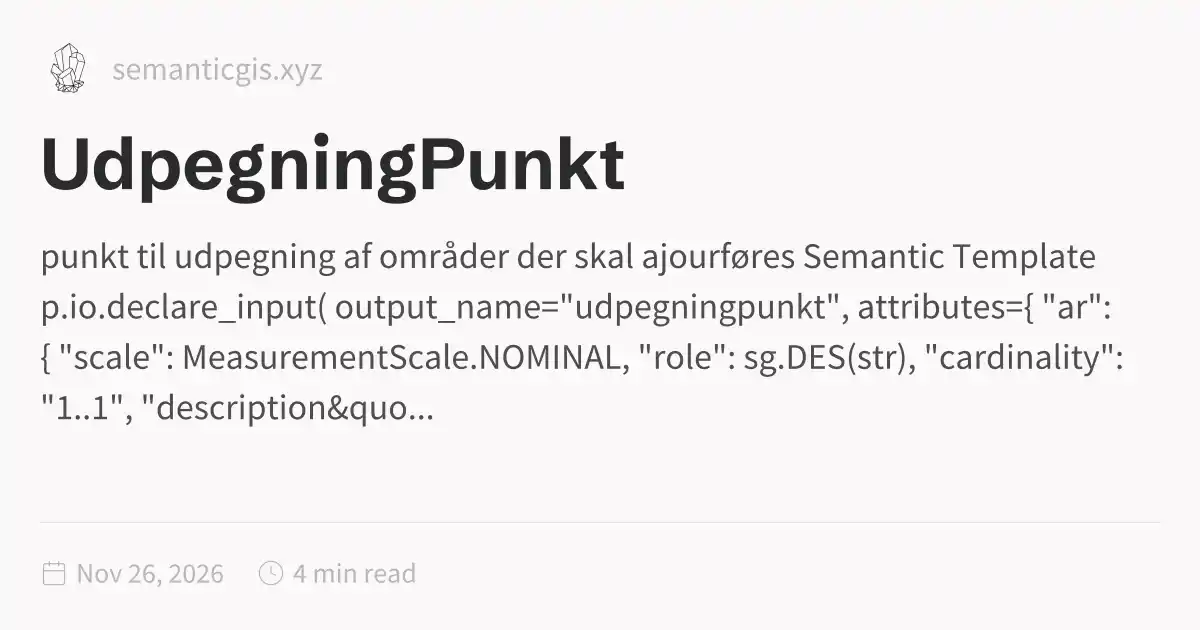 semanticgis.xyz
UdpegningPunkt
punkt til udpegning af områder der skal ajourføres Semantic Template
p.io.declare_input( output_name="udpegningpunkt", attributes={ "ar":
{ "scale": MeasurementScale.NOMINAL, "role": sg.DES(str), "cardinality":
"1..1", "description&quo...
Nov 26, 2026 4 min read